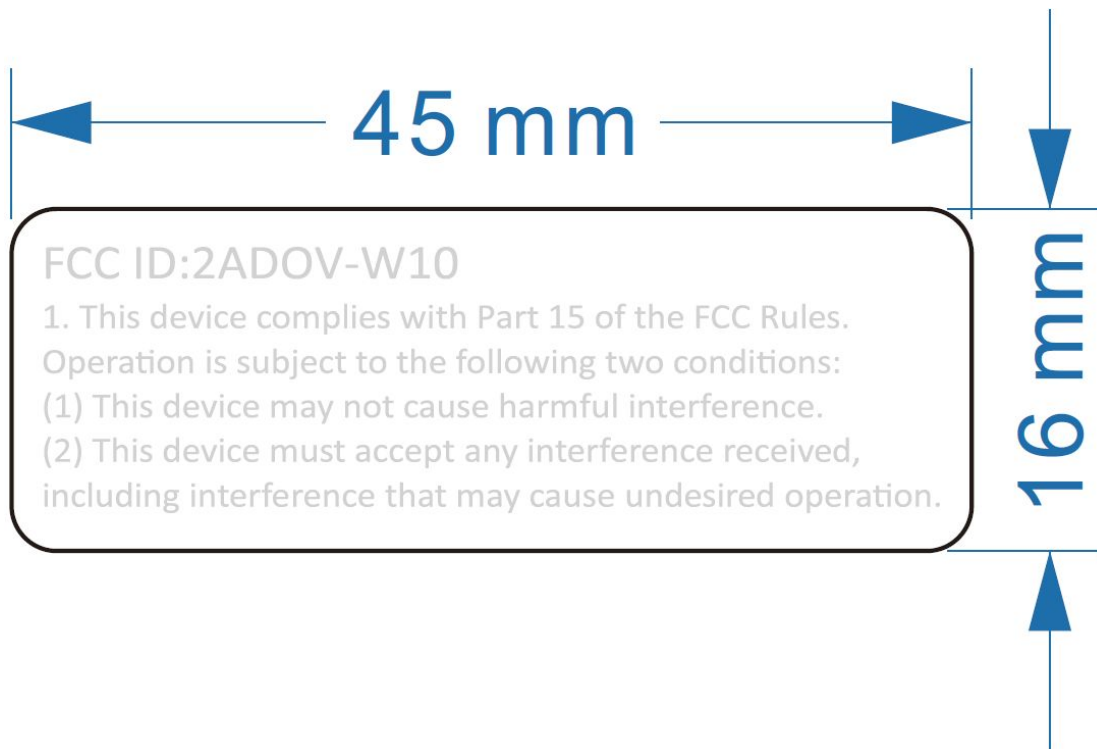 45 mm
FCC ID:2ADOV-W10
1. This device complies with Part 15 of the FCC Rules.
Operation is subject to the following two conditions:
(1) This device may not cause harmful interference.
(2) This device must accept any interference received,
including interference that may cause undesired operation.
16 mm